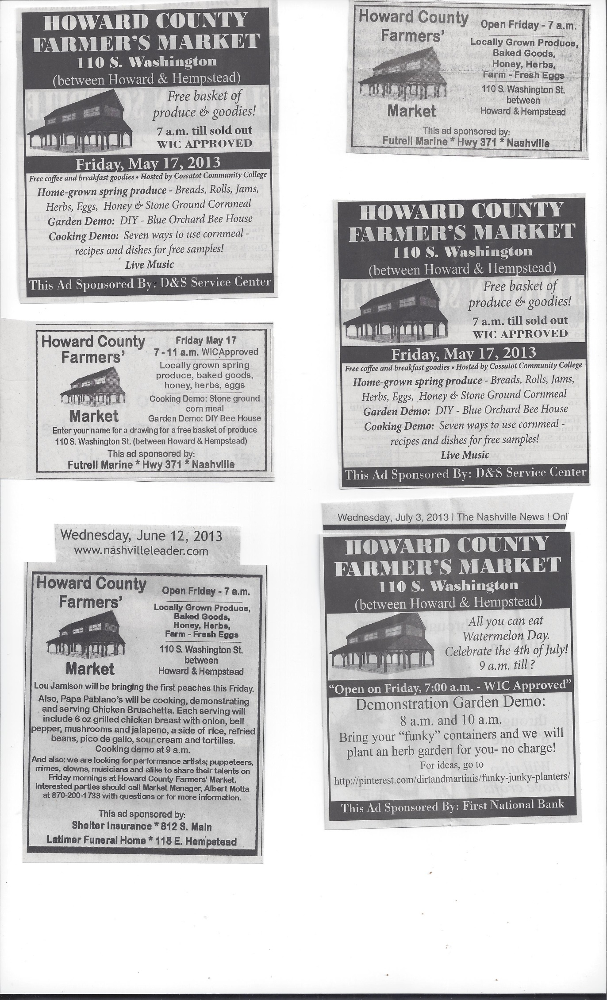 HOWARD COUNTY
FARMER'S MARKET
110 S. Washington
(between Howard & Hempstead)
Free basket of
produce & goodies!
7 a.m. till sold out
WIC APPROVED
Friday, May 17, 2013
Free coffee and breakfast goodies • Hosted by Cossatot Community College
Home-grown spring produce - Breads, Rolls, Jams,
Herbs, Eggs, Honey & Stone Ground Cornmeal
Garden Demo: DIY - Blue Orchard Bee House
Cooking Demo: Seven ways to use cornmeal -
recipes and dishes for free samples!
Live Music
This Ad Sponsored By: D&S Service Center
Howard County
Farmers'
Market
Open Friday - 7 a.m.
Locally Grown Produce,
Baked Goods,
Honey, Herbs,
Farm - Fresh Eggs
110 S. Washington St.
between
Howard & Hempstead
This ad sponsored by:
Futrell Marine * Hwy 371 * Nashville
Howard County
Farmers'
Market
Friday May 17
7 - 11 a.m. WIC Approved
Locally grown spring
produce, baked goods,
honey, herbs, eggs
Cooking Demo: Stone ground
corn meal
Garden Demo: DIY Bee House
Enter your name for a drawing for a free basket of produce
110 S. Washington St. (between Howard & Hempstead)
This ad sponsored by:
Futrell Marine * Hwy 371 * Nashville
HOWARD COUNTY
FARMER'S MARKET
110 S. Washington
(between Howard & Hempstead)
Free basket of
produce & goodies!
7 a.m. till sold out
WIC APPROVED
Friday, May 17, 2013
Free coffee and breakfast goodies • Hosted by Cossatot Community College
Home-grown spring produce - Breads, Rolls, Jams,
Herbs, Eggs, Honey & Stone Ground Cornmeal
Garden Demo: DIY - Blue Orchard Bee House
Cooking Demo: Seven ways to use cornmeal -
recipes and dishes for free samples!
Live Music
This Ad Sponsored By: D&S Service Center
Wednesday, June 12, 2013
www.nashvilleleader.com
Howard County
Farmers'
Market
Open Friday - 7 a.m.
Locally Grown Produce,
Baked Goods,
Honey, Herbs,
Farm - Fresh Eggs
110 S. Washington St.
between
Howard & Hempstead
Lou Jamison will be bringing the first peaches this Friday.
Also, Papa Pablano's will be cooking, demonstrating
and serving Chicken Bruschetta. Each serving will
include 6 oz grilled chicken breast with onion, bell
pepper, mushrooms and jalapeno, a side of rice, refried
beans, pico de gallo, sour cream and tortillas.
Cooking demo at 9 a.m.
And also: we are looking for performance artists; puppeteers,
mimes, clowns, musicians and alike to share their talents on
Friday mornings at Howard County Farmers' Market.
Interested parties should call Market Manager, Albert Motta
at 870-200-1733 with questions or for more information.
This ad sponsored by:
Shelter Insurance * 812 S. Main
Latimer Funeral Home * 118 E. Hempstead
Wednesday, July 3, 2013 | The Nashville News | Onl
HOWARD COUNTY
FARMER'S MARKET
110 S. Washington
(between Howard & Hempstead)
All you can eat
Watermelon Day.
Celebrate the 4th of July!
9 a.m. till ?
"Open on Friday, 7:00 a.m. - WIC Approved"
Demonstration Garden Demo:
8 a.m. and 10 a.m.
Bring your "funky" containers and we will
plant an herb garden for you- no charge!
For ideas, go to
http://pinterest.com/dirtandmartinis/funky-junky-planters/
This Ad Sponsored By: First National Bank